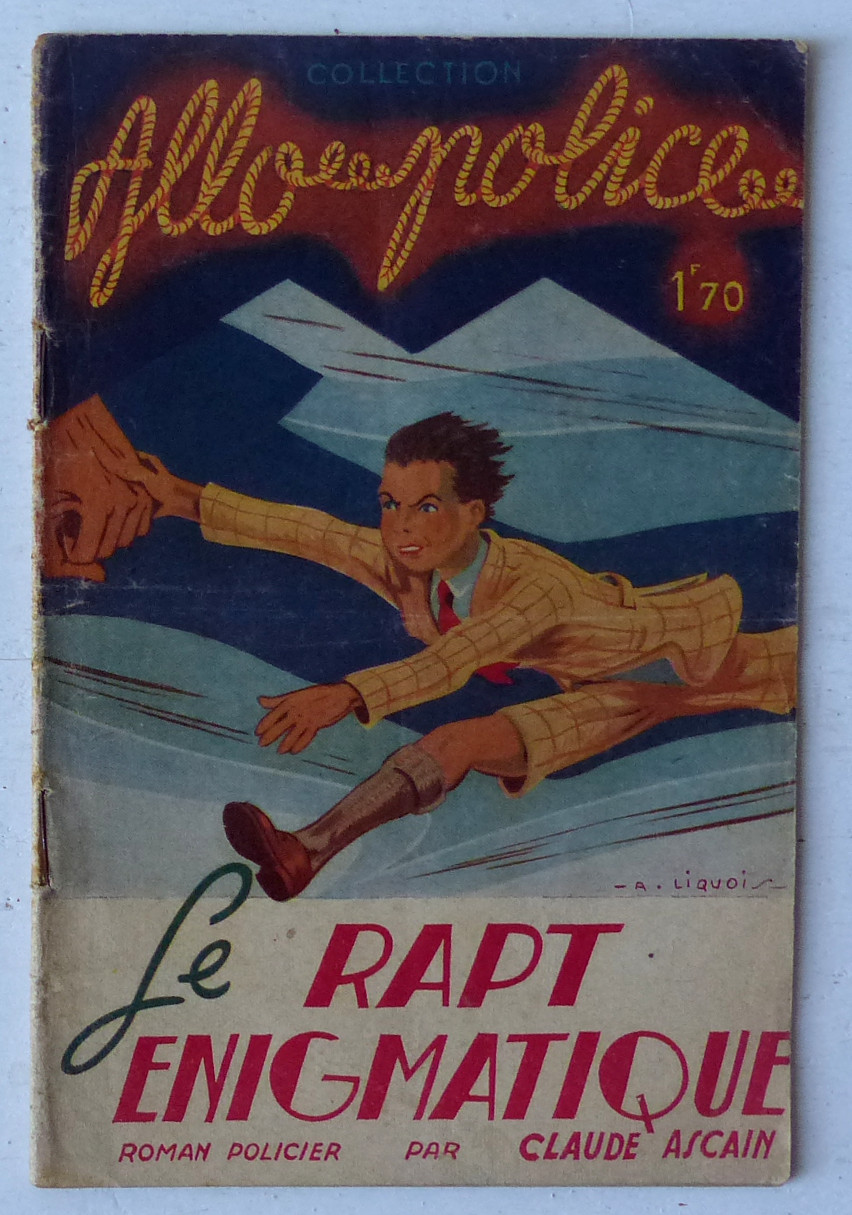 COLLECTION
Allo police
1F70
A. LIQUOIS
Le RAPT
ENIGMATIQUE
ROMAN POLICIER PAR CLAUDE ASCAIN